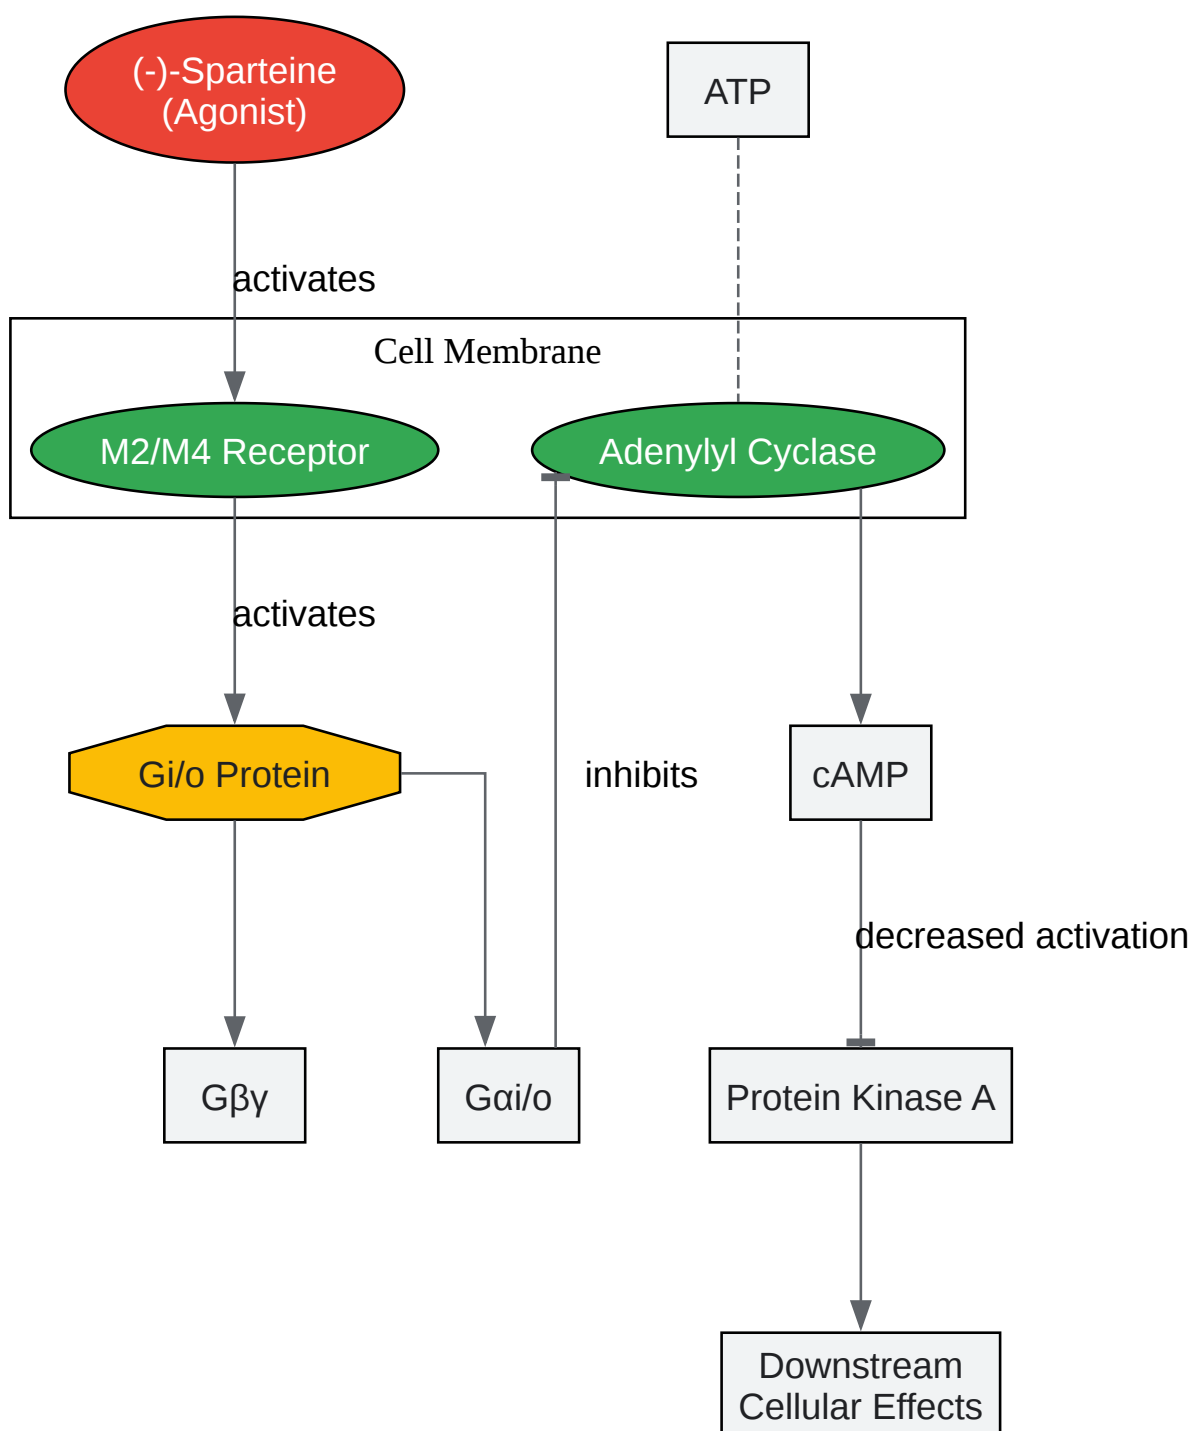 (-)-Sparteine
(Agonist)
ATP
activates
Cell Membrane
M2/M4 Receptor
Adenylyl Cyclase
activates
Gi/o Protein
inhibits
cAMP
decreased activation
Gβγ
Gαi/o
Protein Kinase A
Downstream
Cellular Effects